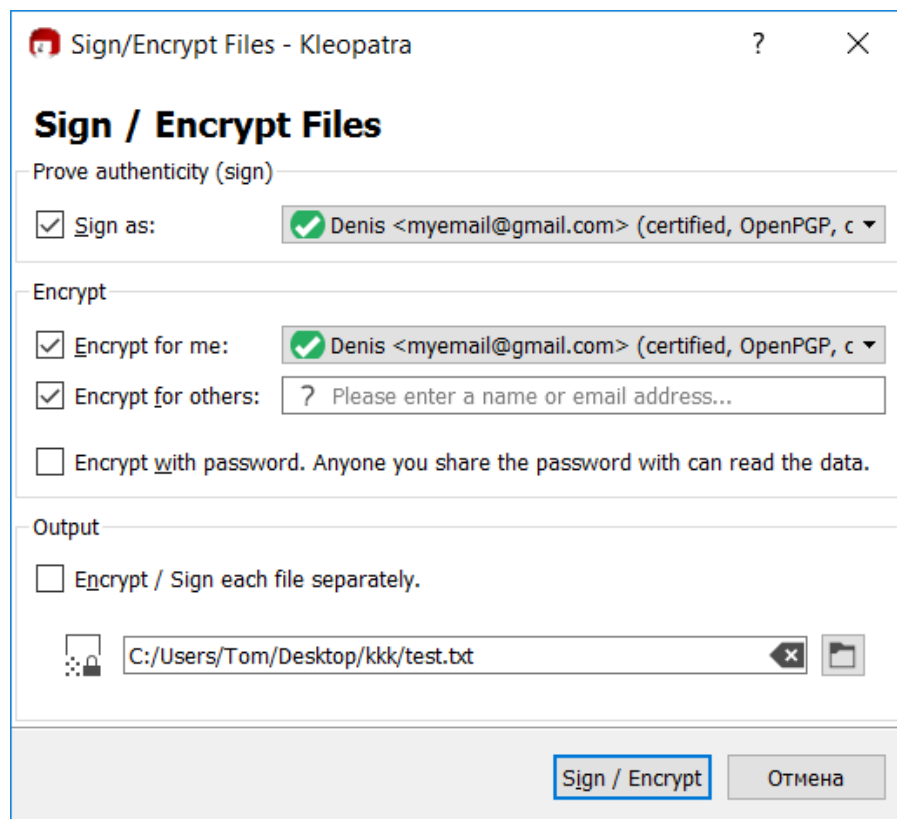 Sign/Encrypt Files - Kleopatra
Sign / Encrypt Files
Prove authenticity (sign)
Sign as: Denis <myemail@gmail.com> (certified, OpenPGP, c
Encrypt
Encrypt for me: Denis <myemail@gmail.com> (certified, OpenPGP, c
Encrypt for others: ? Please enter a name or email address...
Encrypt with password. Anyone you share the password with can read the data.
Output
Encrypt / Sign each file separately.
C:/Users/Tom/Desktop/kkk/test.txt
Sign / Encrypt Отмена